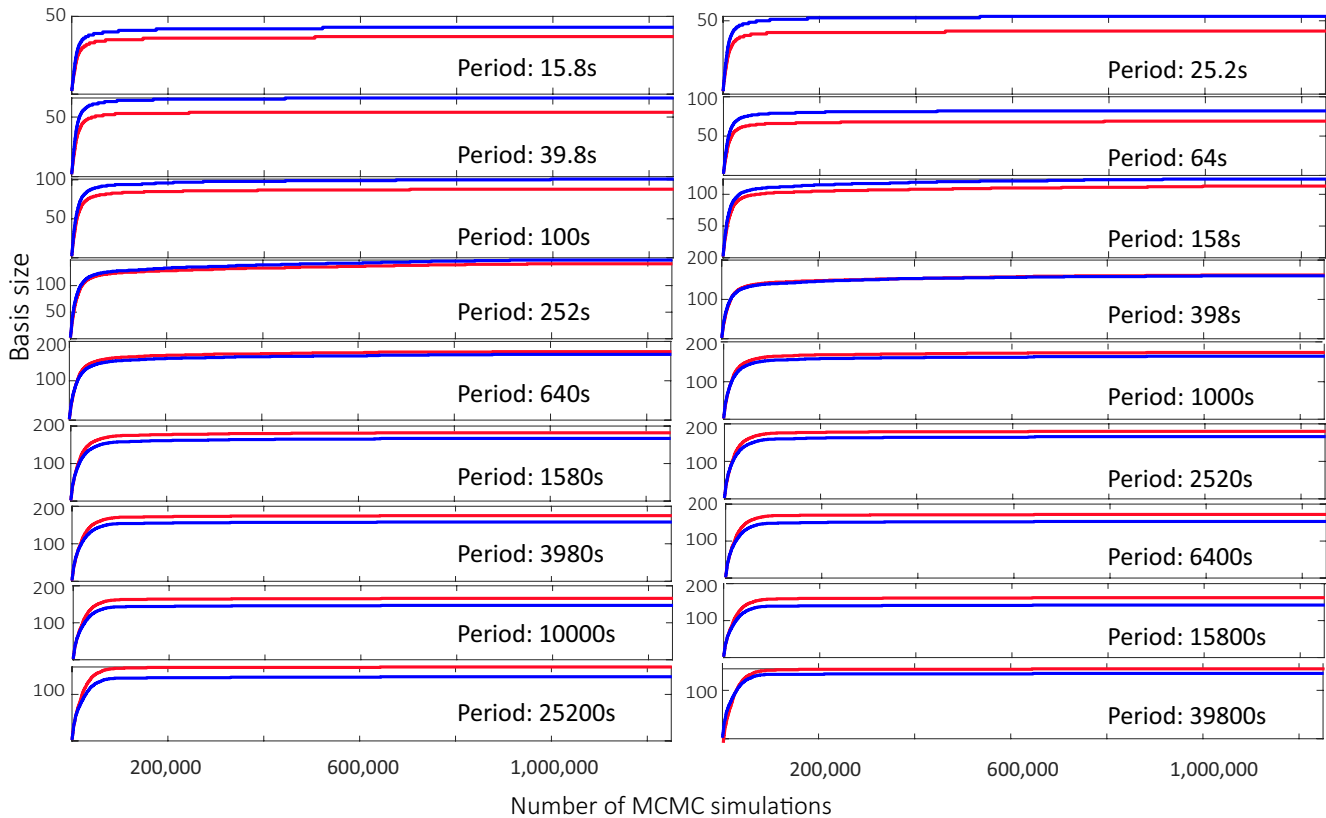 50
Period: 15.8s
50
Period: 25.2s
50
Period: 39.8s
100
50
Period: 64s
100
50
Period: 100s
100
50
Period: 158s
100
50
Period: 252s
200
100
Period: 398s
Basis size
100
Period: 640s
200
100
Period: 1000s
200
100
Period: 1580s
200
100
Period: 2520s
200
100
Period: 3980s
200
100
Period: 6400s
200
100
Period: 10000s
200
100
Period: 15800s
100
Period: 25200s
100
Period: 39800s
200,000 600,000 1,000,000
200,000 600,000 1,000,000
Number of MCMC simulations